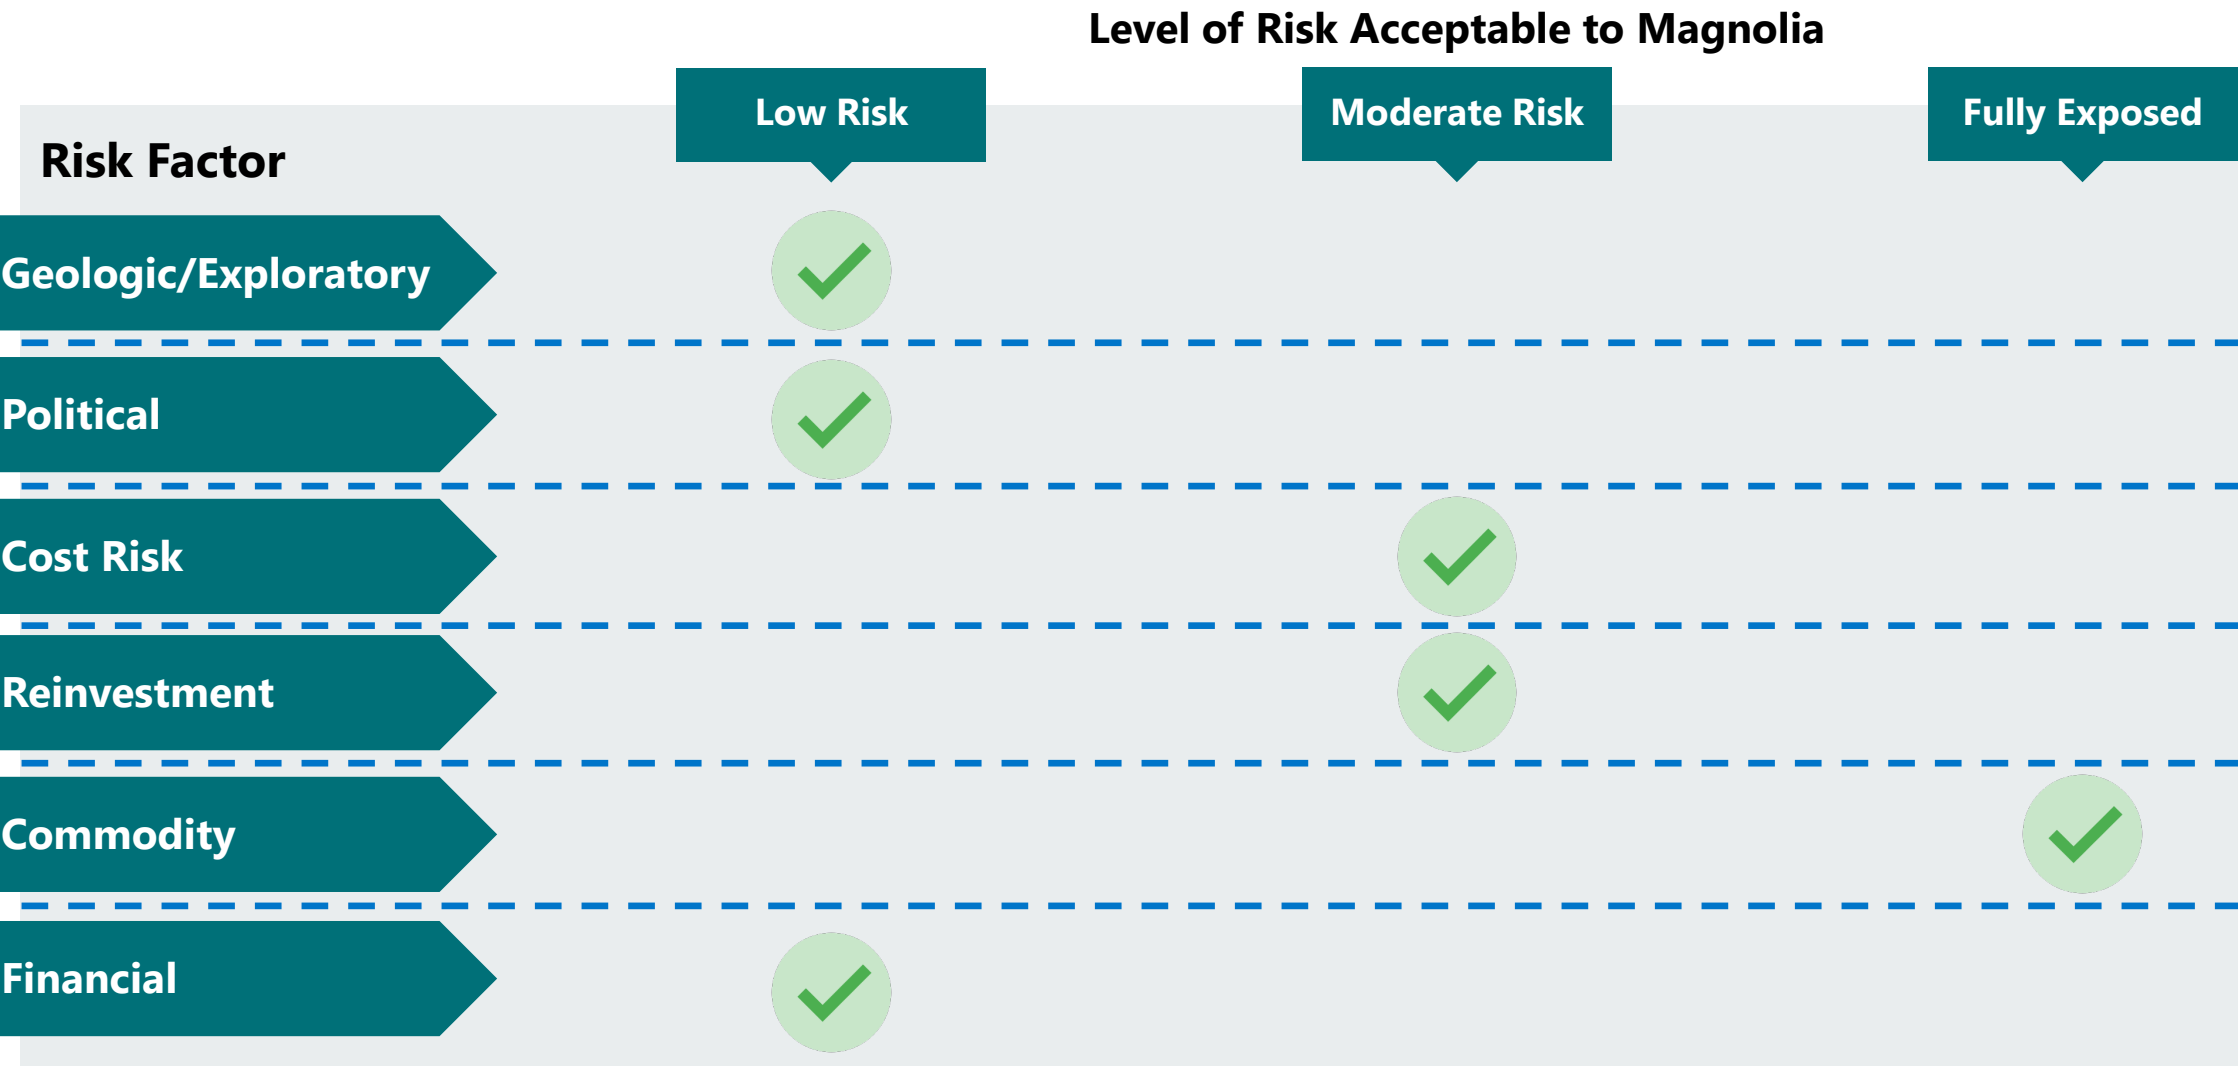 Level of Risk Acceptable to Magnolia
Low Risk
Moderate Risk
Fully Exposed
Risk Factor
Geologic/Exploratory
Political
Cost Risk
Reinvestment
Commodity
Financial